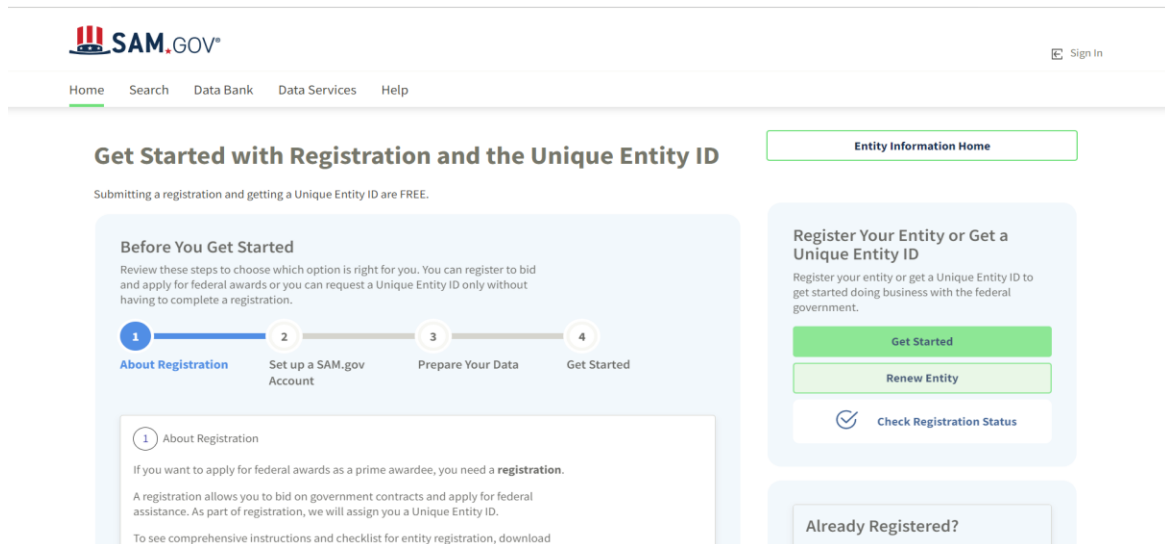 SAM.GOV®
Sign In
Home Search Data Bank Data Services Help
Get Started with Registration and the Unique Entity ID
Submitting a registration and getting a Unique Entity ID are FREE.
Before You Get Started
Review these steps to choose which option is right for you. You can register to bid
and apply for federal awards or you can request a Unique Entity ID only without
having to complete a registration.
1 2 3 4
About Registration
Set up a SAM.gov
Account
Prepare Your Data
Get Started
1 About Registration
If you want to apply for federal awards as a prime awardee, you need a registration.
A registration allows you to bid on government contracts and apply for federal
assistance. As part of registration, we will assign you a Unique Entity ID.
To see comprehensive instructions and checklist for entity registration, download
Entity Information Home
Register Your Entity or Get a
Unique Entity ID
Register your entity or get a Unique Entity ID to
get started doing business with the federal
government.
Get Started
Renew Entity
Check Registration Status
Already Registered?